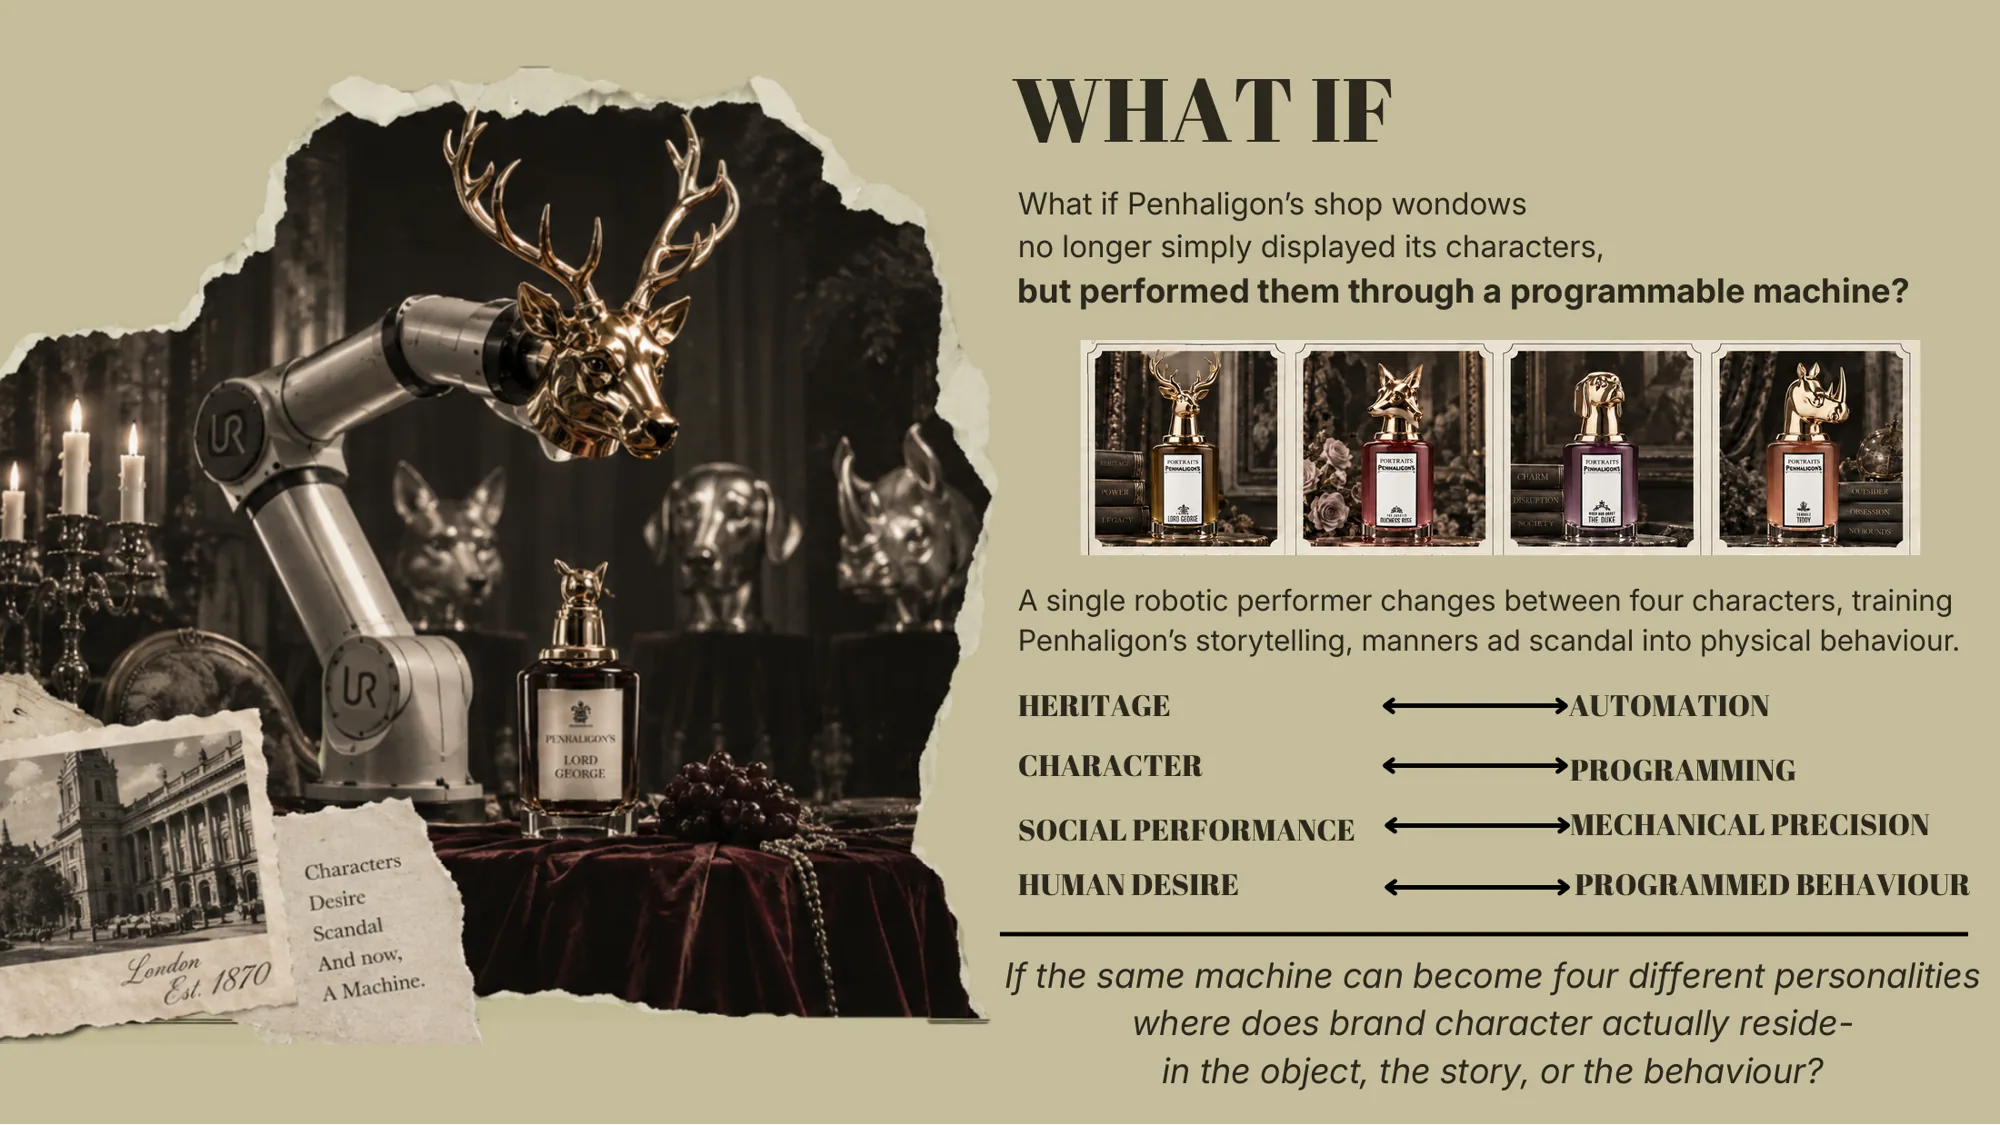 WHAT IF
What if Penhaligon’s shop wondows
no longer simply displayed its characters,
but performed them through a programmable machine?
HERITAGE
POWER
LEGACY
PORTRAITS
PENHALIGON'S
LORD GEORGE
PORTRAITS
PENHALIGON'S
DUCHESS ROSE
CHARM
DISRUPTION
SOCIETY
PORTRAITS
PENHALIGON'S
THE DUKE
PORTRAITS
PENHALIGON'S
TEDDY
OUTSIDER
OBSESSION
NO BOUNDS
A single robotic performer changes between four characters, training
Penhaligon’s storytelling, manners ad scandal into physical behaviour.
HERITAGE AUTOMATION
CHARACTER PROGRAMMING
SOCIAL PERFORMANCE MECHANICAL PRECISION
HUMAN DESIRE PROGRAMMED BEHAVIOUR
If the same machine can become four different personalities
where does brand character actually reside-
in the object, the story, or the behaviour?
UR
UR
PENHALIGON'S
LORD
GEORGE
London
Est. 1870
Characters
Desire
Scandal
And now,
A Machine.